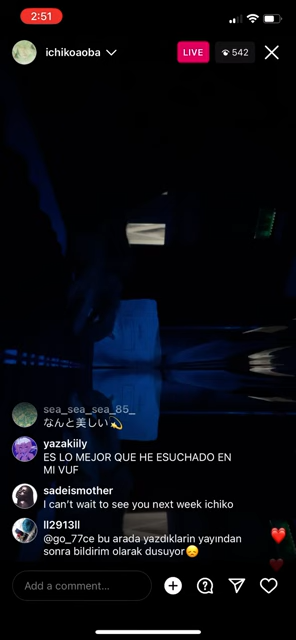 2:51
ichikoaoba
LIVE
542
sea_sea_sea_85_
なんと美しい💫
yazakiily
ES LO MEJOR QUE HE ESUCHADO EN
MI VUF
sadeismother
I can't wait to see you next week ichiko
ll2913ll
@go_77ce bu arada yazdıklarin yayından
sonra bildirim olarak dusuyor😞
Add a comment...